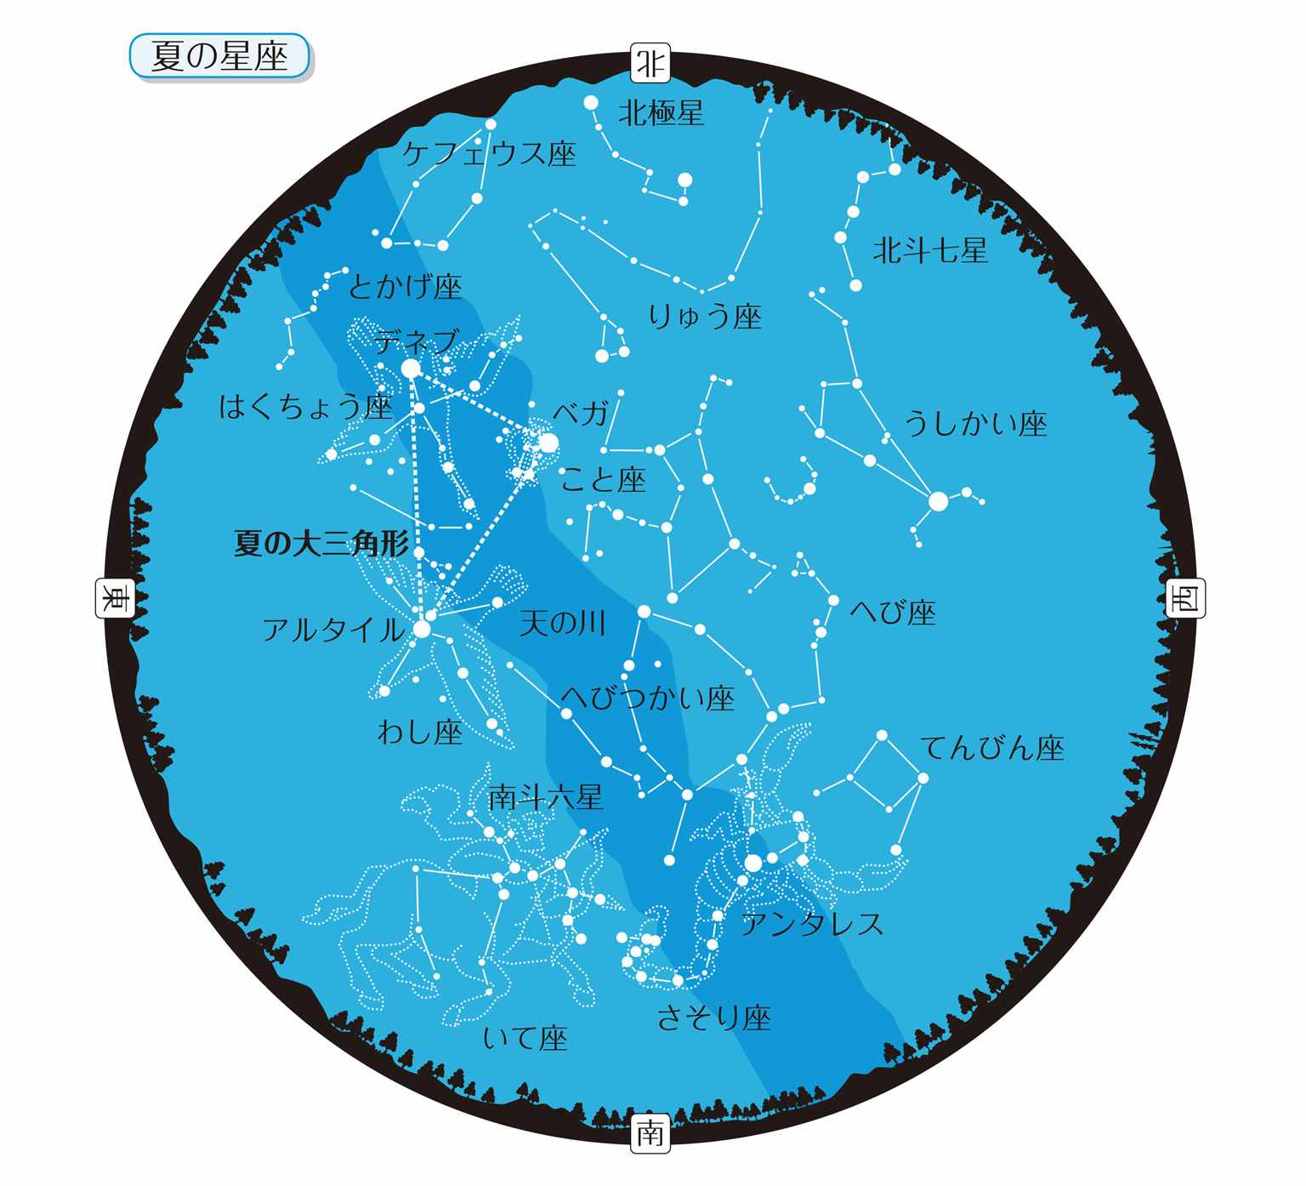 夏の星座
北
北極星
ケフェウス座
北斗七星
とかげ座
りゅう座
デネブ
はくちょう座
ベガ
うしかい座
こと座
夏の大三角形
東
西
アルタイル
天の川
へび座
へびつかい座
わし座
てんびん座
南斗六星
アンタレス
さそり座
いて座
南